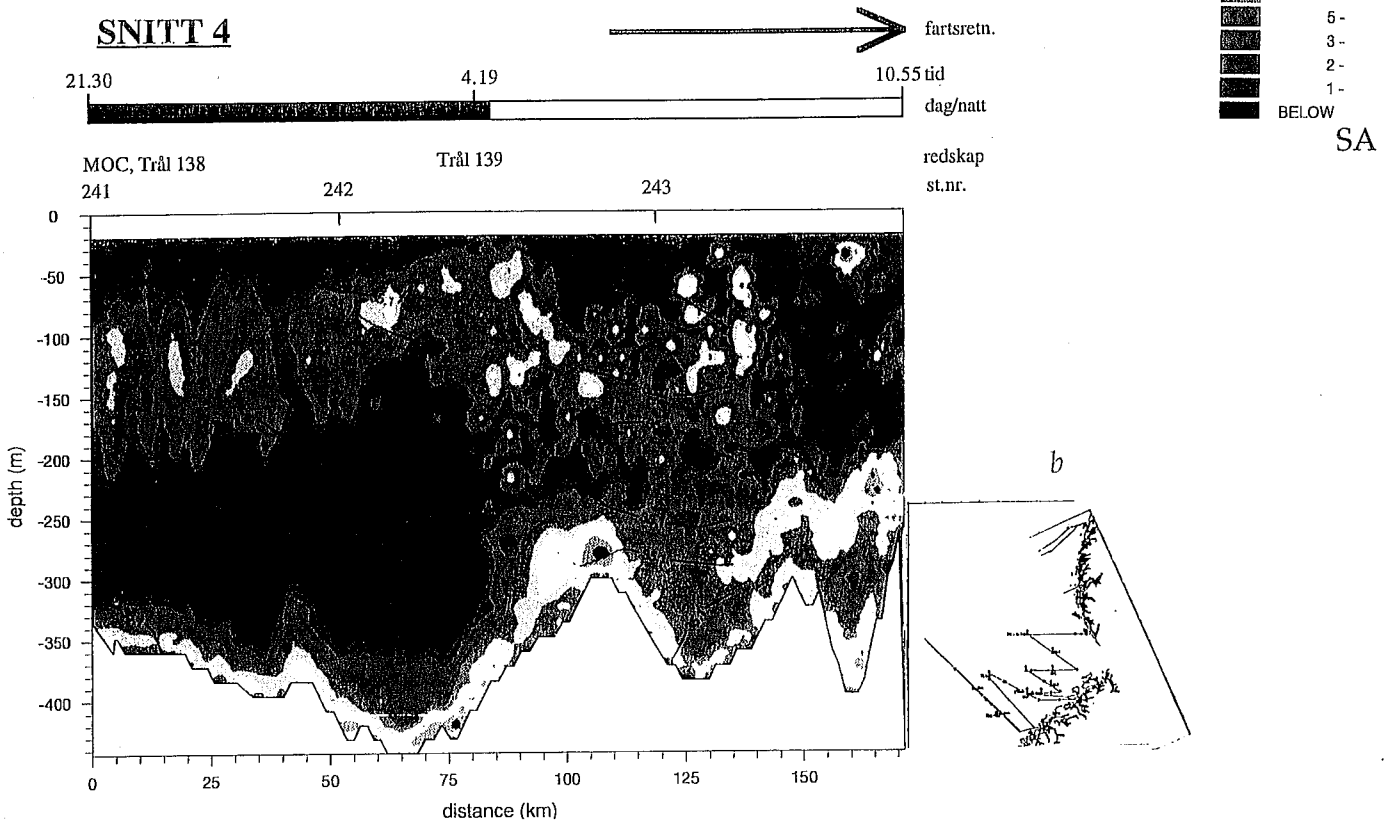 SNITT 4
fartsretn.
21.30 4.19 10.55 tid
dag/natt
MOC, Trål 138 Trål 139 redskap
241 242 243 st.nr.
5 -
3 -
2 -
1 -
BELOW
SA
0
-50
-100
-150
-200
-250
-300
-350
-400
depth (m)
0 25 50 75 100 125 150
distance (km)
b